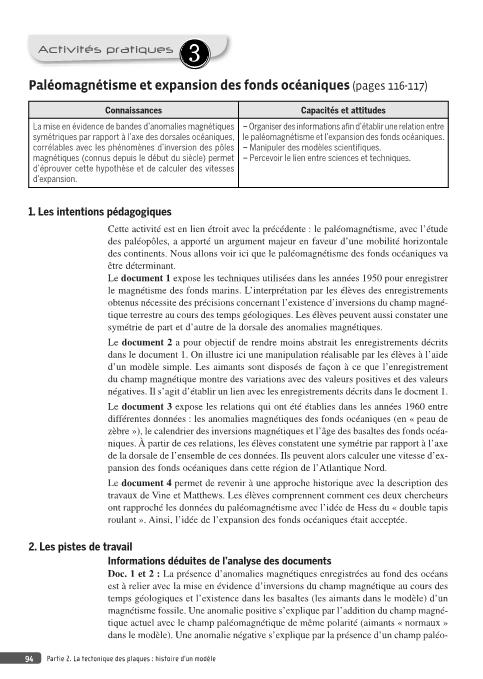 Activités pratiques 3
Paléomagnétisme et expansion des fonds océaniques (pages 116-117)
Connaissances
Capacités et attitudes
La mise en évidence de bandes d'anomalies magnétiques
symétriques par rapport à l'axe des dorsales océaniques,
corrélables avec les phénomènes d'inversion des pôles
magnétiques (connus depuis le début du siècle) permet
d'éprouver cette hypothèse et de calculer des vitesses
d'expansion.
– Organiser des informations afin d'établir une relation entre
le paléomagnétisme et l'expansion des fonds océaniques.
– Manipuler des modèles scientifiques.
– Percevoir le lien entre sciences et techniques.
1. Les intentions pédagogiques
Cette activité est en lien étroit avec la précédente : le paléomagnétisme, avec l'étude
des paléopôles, a apporté un argument majeur en faveur d'une mobilité horizontale
des continents. Nous allons voir ici que le paléomagnétisme des fonds océaniques va
être déterminant.
Le document 1 expose les techniques utilisées dans les années 1950 pour enregistrer
le magnétisme des fonds marins. L'interprétation par les élèves des enregistrements
obtenus nécessite des précisions concernant l'existence d'inversions du champ magné-
tique terrestre au cours des temps géologiques. Les élèves peuvent aussi constater une
symétrie de part et d'autre de la dorsale des anomalies magnétiques.
Le document 2 a pour objectif de rendre moins abstrait les enregistrements décrits
dans le document 1. On illustre ici une manipulation réalisable par les élèves à l'aide
d'un modèle simple. Les aimants sont disposés de façon à ce que l'enregistrement
du champ magnétique montre des variations avec des valeurs positives et des valeurs
négatives. Il s'agit d'établir un lien avec les enregistrements décrits dans le docment 1.
Le document 3 expose les relations qui ont été établies dans les années 1960 entre
différentes données : les anomalies magnétiques des fonds océaniques (en « peau de
zèbre »), le calendrier des inversions magnétiques et l'âge des basaltes des fonds océa-
niques. À partir de ces relations, les élèves constatent une symétrie par rapport à l'axe
de la dorsale de l'ensemble de ces données. Ils peuvent alors calculer une vitesse d'ex-
pansion des fonds océaniques dans cette région de l'Atlantique Nord.
Le document 4 permet de revenir à une approche historique avec la description des
travaux de Vine et Matthews. Les élèves comprennent comment ces deux chercheurs
ont rapproché les données du paléomagnétisme avec l'idée de Hess du « double tapis
roulant ». Ainsi, l'idée de l'expansion des fonds océaniques était acceptée.
2. Les pistes de travail
Informations déduites de l'analyse des documents
Doc. 1 et 2 : La présence d'anomalies magnétiques enregistrées au fond des océans
est à relier avec la mise en évidence d'inversions du champ magnétique au cours des
temps géologiques et l'existence dans les basaltes (les aimants dans le modèle) d'un
magnétisme fossile. Une anomalie positive s'explique par l'addition du champ magné-
tique actuel avec le champ paléomagnétique de même polarité (aimants « normaux »
dans le modèle). Une anomalie négative s'explique par la présence d'un champ paléo-
94 Partie 2. La tectonique des plaques : histoire d'un modèle